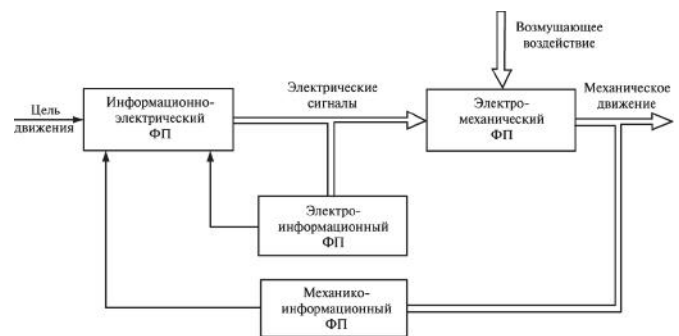 Возмущающее
воздействие
Цель
движения
Информационно-
электрический
ФП
Электрические
сигналы
Электро-
механический
ФП
Механическое
движение
Электро-
информационный
ФП
Механико-
информационный
ФП